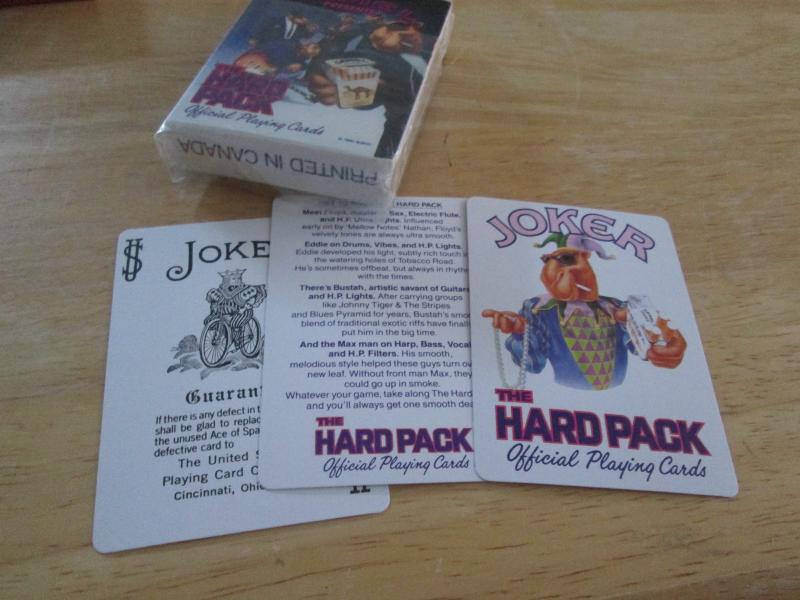 HARD
PACK
Official Playing Cards
PRINTED IN CANADA
JOKE
Guaran
If there is any defect in t
shall be glad to replac
the unused Ace of Spa
defective card to
The United S
Playing Card C
Cincinnati, Ohi
HARD PACK
Meet Floyd, Sax, Electric Flute,
and H.P. Lights. Influenced
early on by 'Mellow Notes' Nathan, Floyd's
velvety tones are always ultra smooth.
Eddie on Drums, Vibes, and H.P. Lights.
Eddie developed his light, subtly rich touch in
the watering holes of Tobacco Road.
He's sometimes offbeat, but always in rhythm
with the times.
There's Bustah, artistic savant of Guitars
and H.P. Lights. After carrying groups
like Johnny Tiger & The Stripes
and Blues Pyramid for years, Bustah's smo
blend of traditional exotic riffs have finall
put him in the big time.
And the Max man on Harp, Bass, Vocal
and H.P. Filters. His smooth,
melodious style helped these guys turn ov
new leaf. Without front man Max, they
could go up in smoke.
Whatever your game, take along The Hard
and you'll always get one smooth dea
THE
HARD PACK
Official Playing Cards
JOKER
THE
HARD PACK
Official Playing Cards